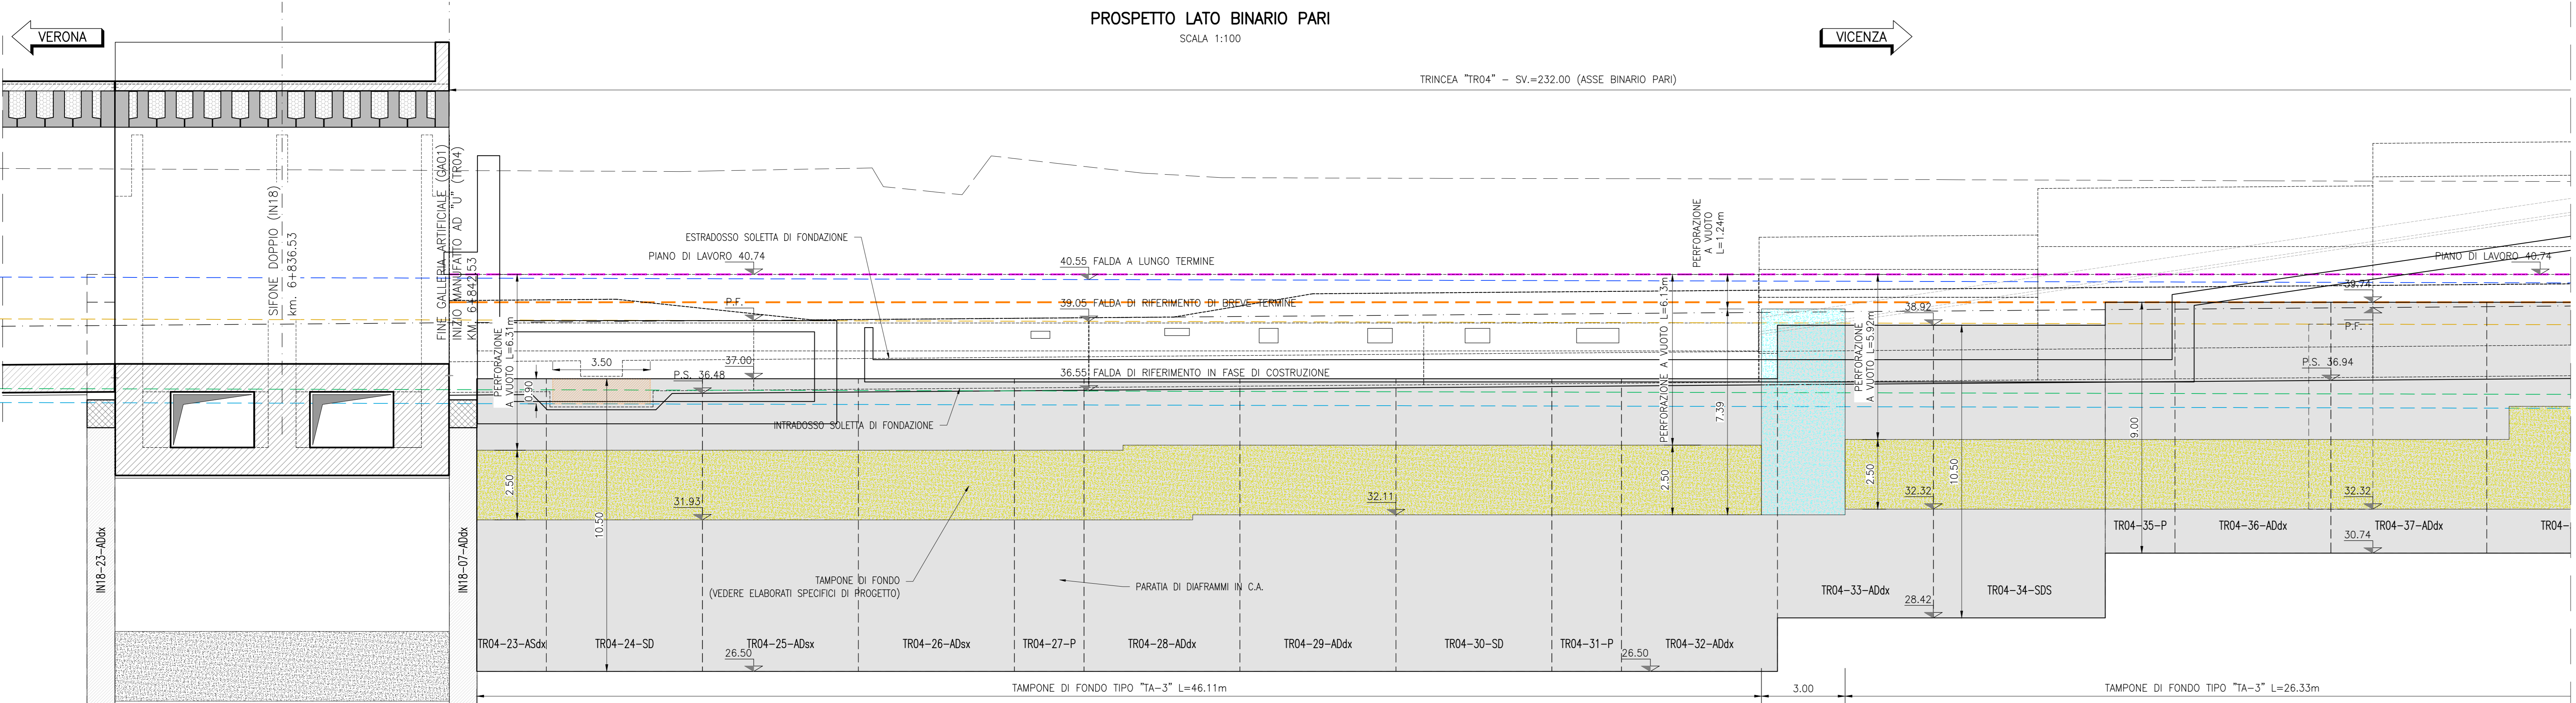 PROSPETTO LATO BINARIO PARI
SCALA 1:100
VERONA
VICENZA
TRINCEA "TR04" - SV.=232.00 (ASSE BINARIO PARI)
SIFONE DOPPIO (IN18)
km. 6+836.53
FINE GALLERIA ARTIFICIALE (GA01)
INIZIO MANUFATTO AD "U" (TR04)
KM. 6+842.53
ESTRADOSSO SOLETTA DI FONDAZIONE
PIANO DI LAVORO 40.74
40.55 FALDA A LUNGO TERMINE
PERFORAZIONE
A VUOTO
L=1.24m
PIANO DI LAVORO 40.74
P.F.
39.05 FALDA DI RIFERIMENTO DI BREVE TERMINE
39.74
38.92
P.F.
PERFORAZIONE
A VUOTO L=6.31m
PERFORAZIONE A VUOTO L=6.13m
PERFORAZIONE
A VUOTO L=5.92m
3.50
37.00
P.S. 36.48
36.55 FALDA DI RIFERIMENTO IN FASE DI COSTRUZIONE
P.S. 36.94
0.90
7.39
9.00
INTRADOSSO SOLETTA DI FONDAZIONE
2.50
2.50
2.50
10.50
10.50
31.93
32.11
32.32
32.32
IN18-23-ADdx
IN18-07-ADdx
TAMPONE DI FONDO
(VEDERE ELABORATI SPECIFICI DI PROGETTO)
PARATIA DI DIAFRAMMI IN C.A.
TR04-35-P
TR04-36-ADdx
TR04-37-ADdx
TR04-
30.74
TR04-33-ADdx
TR04-34-SDS
28.42
TR04-23-ASdx
TR04-24-SD
TR04-25-ADsx
TR04-26-ADsx
TR04-27-P
TR04-28-ADdx
TR04-29-ADdx
TR04-30-SD
TR04-31-P
TR04-32-ADdx
26.50
26.50
TAMPONE DI FONDO TIPO "TA-3" L=46.11m
3.00
TAMPONE DI FONDO TIPO "TA-3" L=26.33m